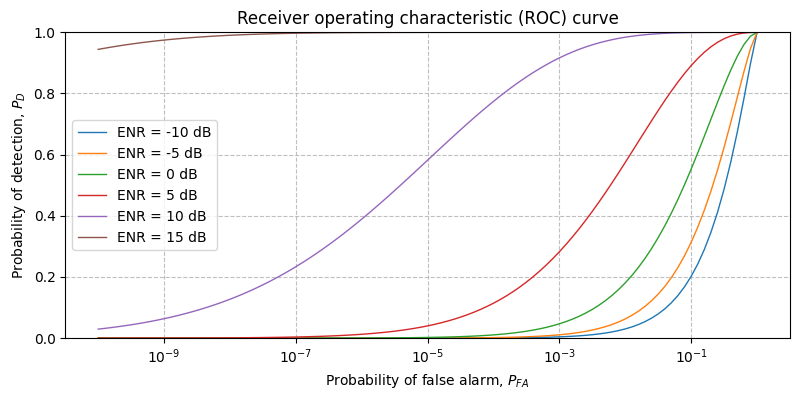 Receiver operating characteristic (ROC) curve
Probability of detection, $P_D$
1.0
0.8
0.6
0.4
0.2
0.0
ENR = -10 dB
ENR = -5 dB
ENR = 0 dB
ENR = 5 dB
ENR = 10 dB
ENR = 15 dB
10⁻⁹ 10⁻⁷ 10⁻⁵ 10⁻³ 10⁻¹
Probability of false alarm, $P_{FA}$